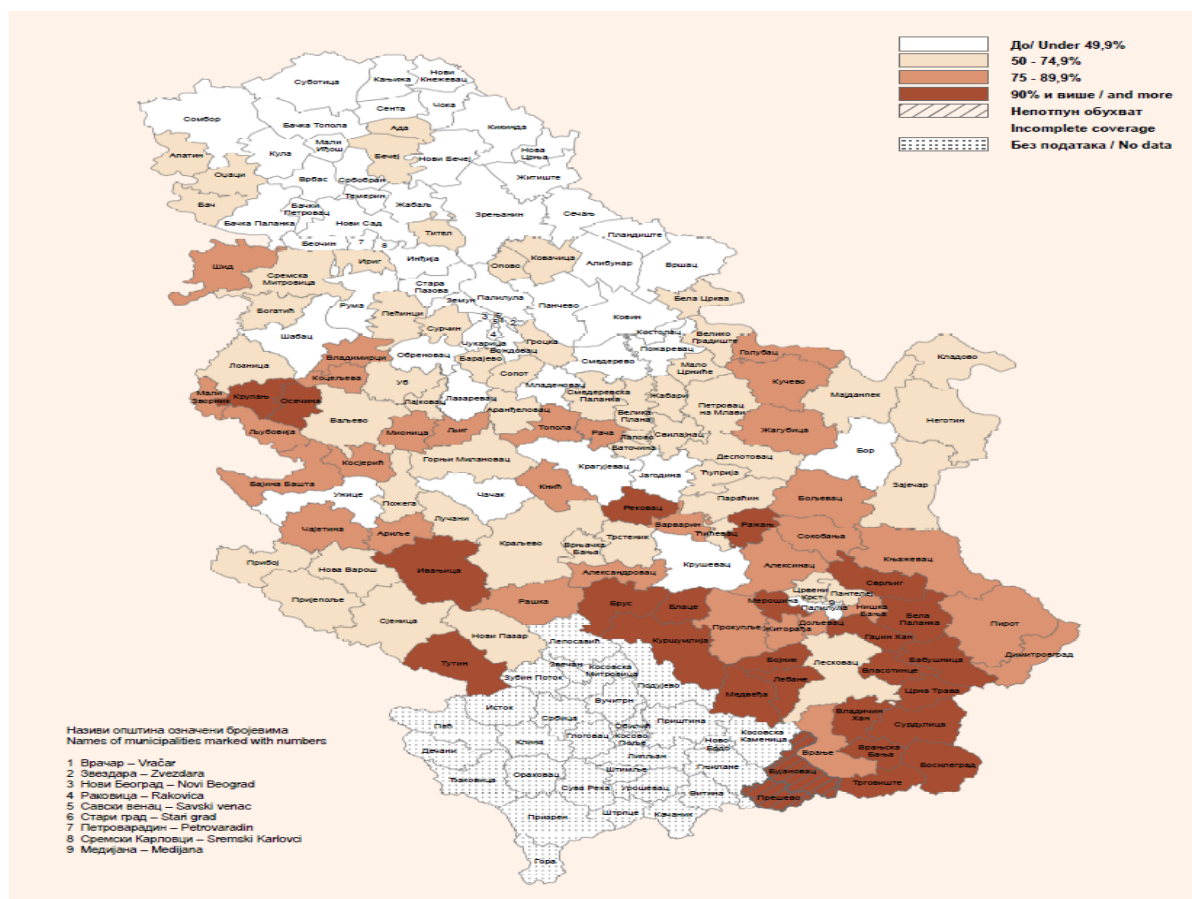 До/ Under 49,9%
50 - 74,9%
75 - 89,9%
90% и више / and more
Непотпун обухват
Incomplete coverage
Без података / No data
Суботица
Кањижа
Нови
Кнежевац
Сомбор
Сента
Чока
Бачка Топола
Ада
Кикинда
Апатин
Кула
Мали
Иђош
Бечеј
Нови Бечеј
Нова
Црња
Оџаци
Врбас
Србобран
Житиште
Бач
Темерин
Бачки
Петровац
Жабаљ
Зрењанин
Сечањ
Бачка Паланка
Нови Сад
Тител
Пландиште
Беочин
7
8
Шид
Ириг
Инђија
Опово
Ковачица
Алибунар
Вршац
Сремска
Митровица
Стара
Пазова
Богатић
Рума
Земун
Палилула
Панчево
Бела Црква
Пећинци
Сурчин
3
2
4
Ковин
Шабац
Чукарица
Вождовац
Гроцка
Костолац
Велико
Градиште
Обреновац
Барајево
Смедерево
Пожаревац
Голубац
Кладово
Лозница
Владимирци
Сопот
Мало
Црниће
Коцељева
Уб
Младеновац
Кучево
Мали
Зворник
Крупањ
Осечина
Лајковац
Лазаревац
Смедеревска
Паланка
Жабари
Мајданпек
Аранђеловац
Велика
Плана
Петровац
на Млави
Неготин
Љубовија
Ваљево
Мионица
Љиг
Топола
Рача
Лапово
Свилајнац
Жагубица
Баточина
Бор
Косјерић
Горњи Милановац
Деспотовац
Бајина Башта
Крагујевац
Јагодина
Ћуприја
Ужице
Пожега
Чачак
Кнић
Параћин
Бољевац
Зајечар
Чајетина
Ариље
Лучани
Рековац
Варварин
Ражањ
Ћићевац
Сокобања
Прибој
Нова Варош
Ивањица
Краљево
Врњачка
Бања
Трстеник
Крушевац
Алексинац
Књажевац
Александровац
Сврљиг
Пријепоље
Рашка
Брус
Блаце
Мерошина
Црвени
Крст
Пантелеј
9
Палилула
Нишка
Бања
Бела
Паланка
Пирот
Сјеница
Нови Пазар
Куршумлија
Прокупље
Житорађа
Дољевац
Гаџин Хан
Димитровград
Лепосавић
Тутин
Звечан
Косовска
Митровица
Зубин Поток
Бојник
Лесковац
Бабушница
Власотинце
Подујево
Лебане
Медвеђа
Црна Трава
Исток
Вучитрн
Србица
Владичин
Хан
Сурдулица
Пећ
Обилић
Приштина
Клина
Глоговац
Косово
Поље
Ново
Брдо
Косовска
Каменица
Дечани
Липљан
Врање
Врањска
Бања
Босилеград
Ђаковица
Ораховац
Штимље
Гњилане
Бујановац
Трговиште
Сува Река
Урошевац
Витина
Прешево
Призрен
Штрпце
Качаник
Гора
Називи општина означени бројевима
Names of municipalities marked with numbers
1 Врачар – Vračar
2 Звездара – Zvezdara
3 Нови Београд – Novi Beograd
4 Раковица – Rakovica
5 Савски венац – Savski venac
6 Стари град – Stari grad
7 Петроварадин – Petrovaradin
8 Сремски Карловци – Sremski Karlovci
9 Медијана – Medijana